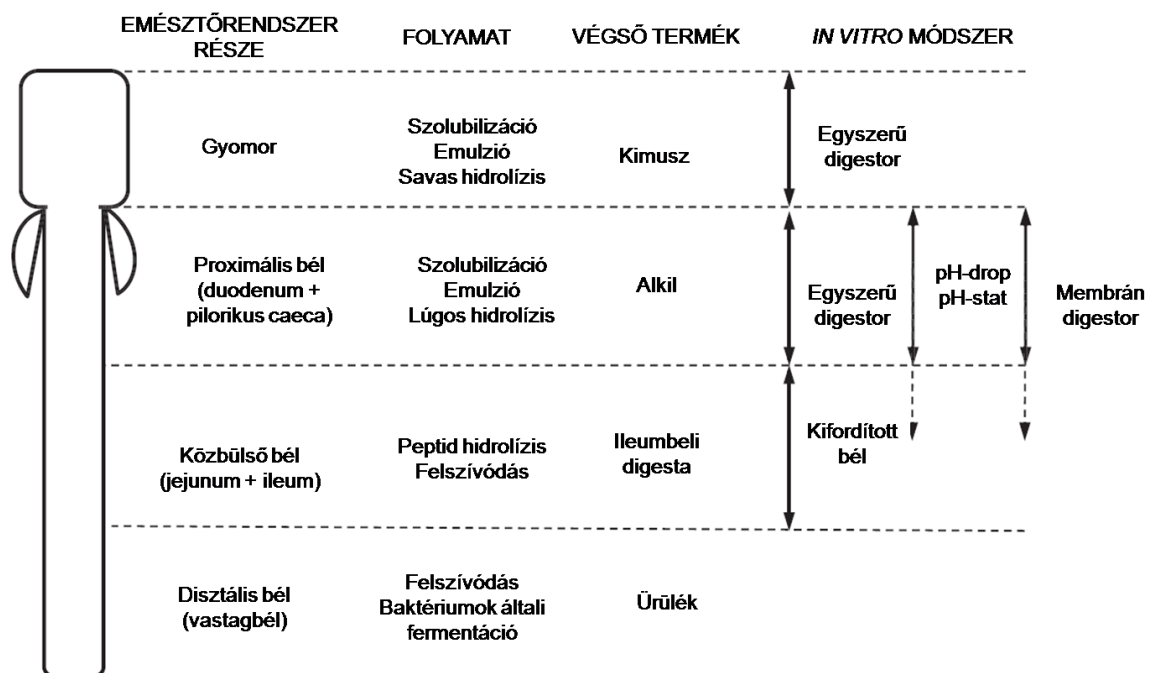 EMÉSZTŐRENDSZER
RÉSZE
FOLYAMAT
VÉGSŐ TERMÉK
IN VITRO MÓDSZER
Gyomor
Szolubilizáció
Emulzió
Savas hidrolízis
Kimusz
Egyszerű
digestor
Proximális bél
(duodenum +
pilorikus caeca)
Szolubilizáció
Emulzió
Lúgos hidrolízis
Alkil
Egyszerű
digestor
pH-drop
pH-stat
Membrán
digestor
Közbülső bél
(jejunum + ileum)
Peptid hidrolízis
Felszívódás
Ileumbeli
digesta
Kifordított
bél
Disztális bél
(vastagbél)
Felszívódás
Baktériumok általi
fermentáció
Ürülék